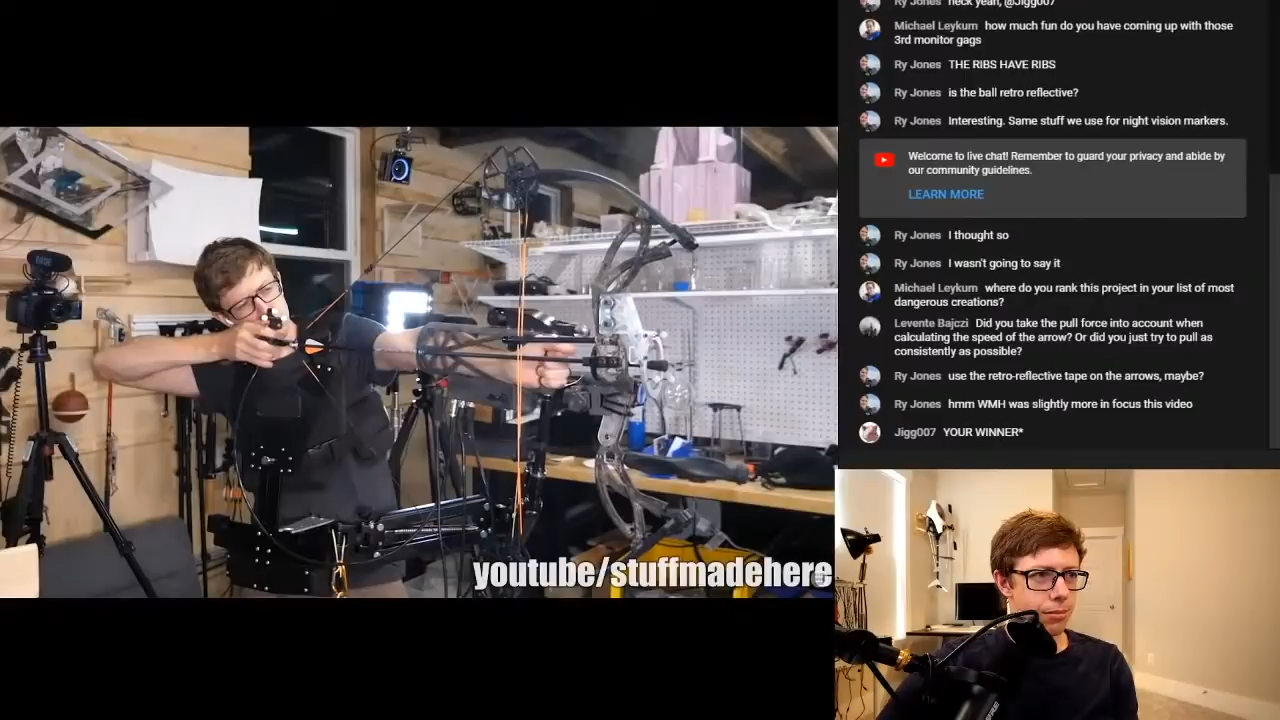 Ry Jones heck yeah, @Jigg007
Michael Leykum how much fun do you have coming up with those
3rd monitor gags
Ry Jones THE RIBS HAVE RIBS
Ry Jones is the ball retro reflective?
Ry Jones Interesting. Same stuff we use for night vision markers.
Welcome to live chat! Remember to guard your privacy and abide by
our community guidelines.
LEARN MORE
Ry Jones I thought so
Ry Jones I wasn't going to say it
Michael Leykum where do you rank this project in your list of most
dangerous creations?
Levente Bajczi Did you take the pull force into account when
calculating the speed of the arrow? Or did you just try to pull as
consistently as possible?
Ry Jones use the retro-reflective tape on the arrows, maybe?
Ry Jones hmm WMH was slightly more in focus this video
Jigg007 YOUR WINNER*
youtube/stuffmadehere